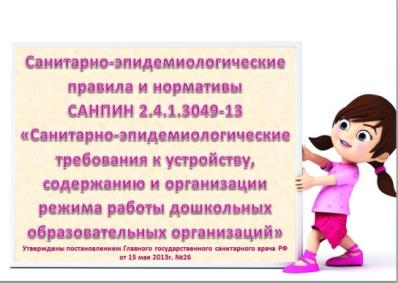 Санитарно-эпидемиологические
правила и нормативы
САНПИН 2.4.1.3049-13
«Санитарно-эпидемиологические
требования к устройству,
содержанию и организации
режима работы дошкольных
образовательных организаций»
Утверждены постановлением Главного государственного санитарного врача РФ
от 15 мая 2013г. №26